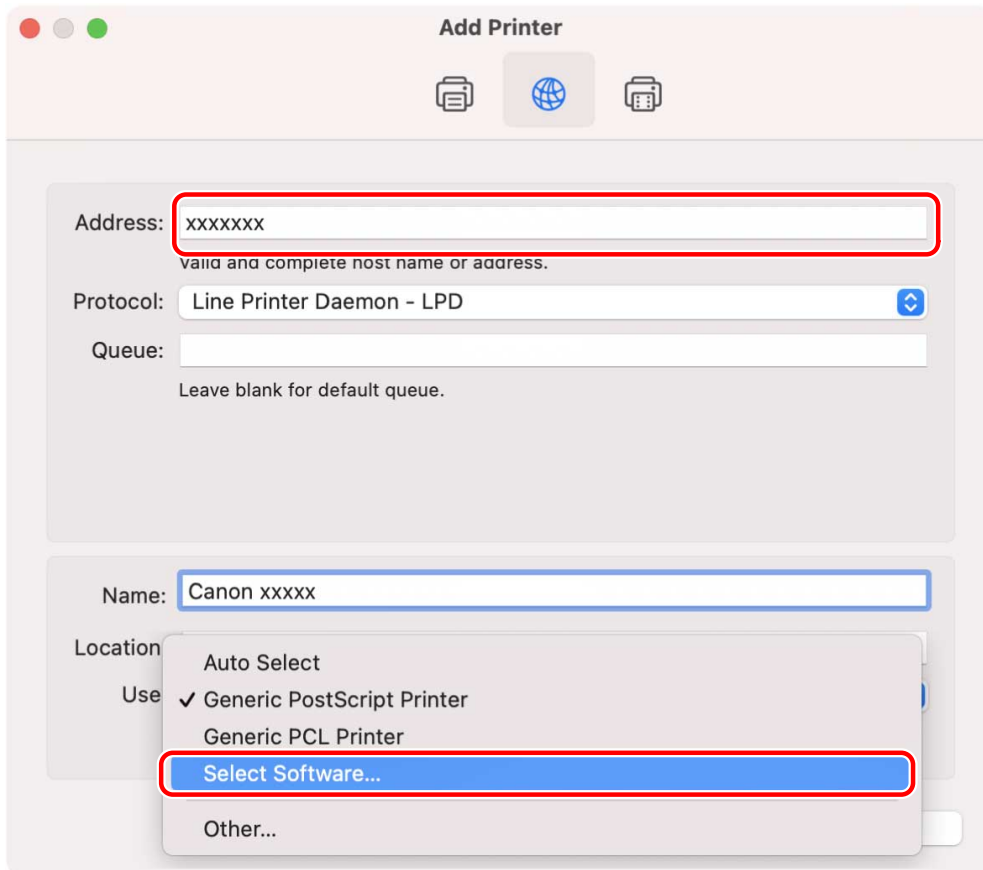 Add Printer
Address: xxxxxxx
Valid and complete host name or address.
Protocol: Line Printer Daemon - LPD
Queue:
Leave blank for default queue.
Name: Canon xxxxx
Location
Auto Select
Use ✓ Generic PostScript Printer
Generic PCL Printer
Select Software...
Other...